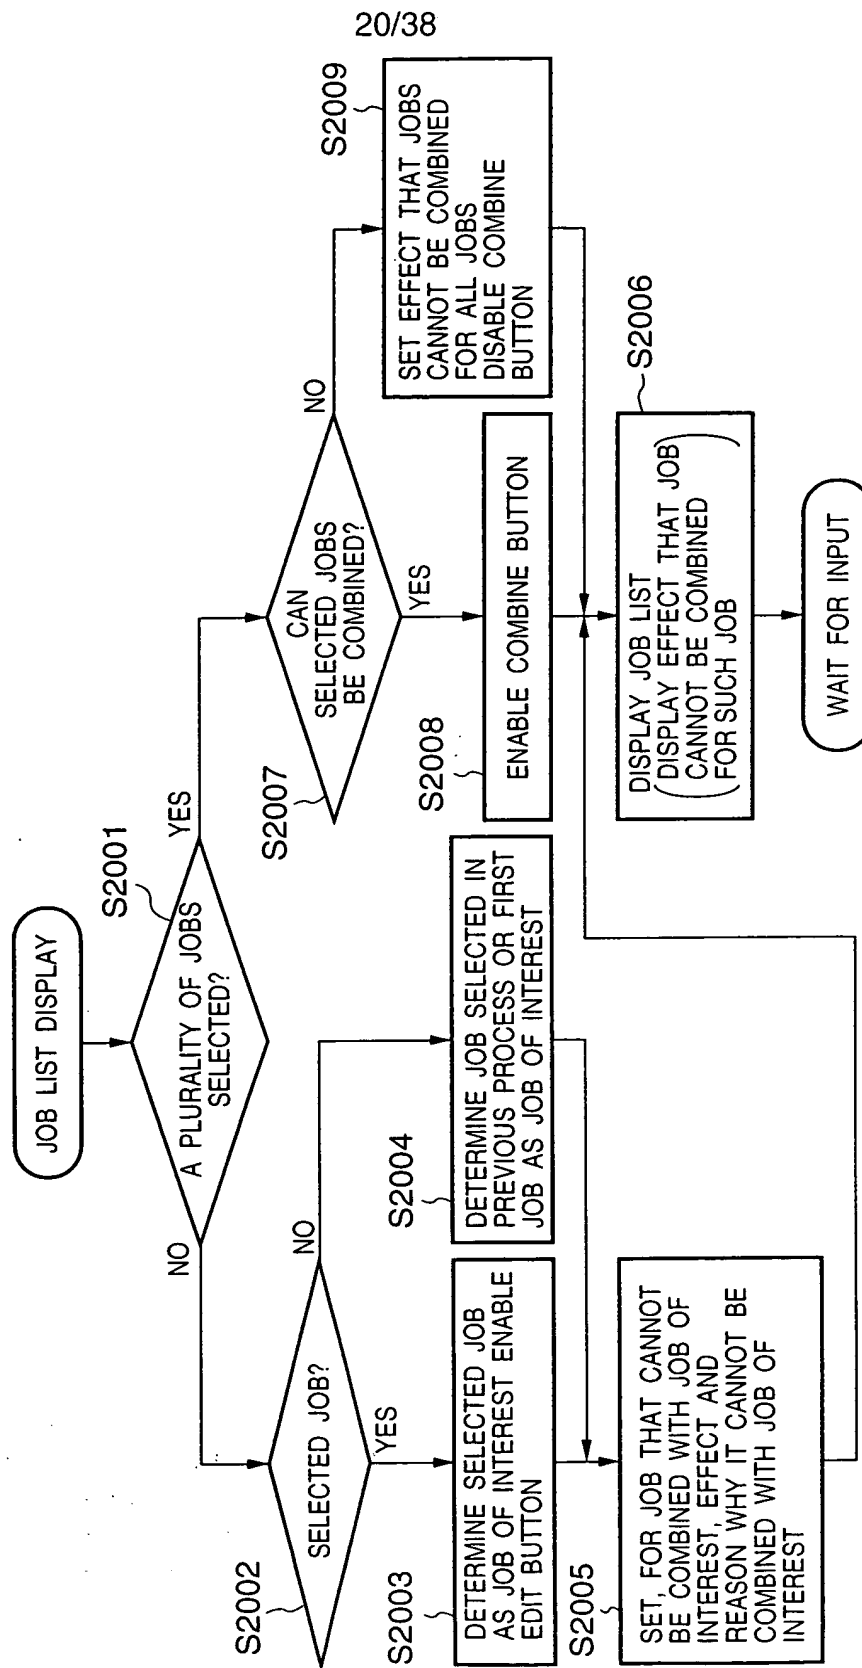 20/38
JOB LIST DISPLAY
S2001
A PLURALITY OF JOBS
SELECTED?
NO
YES
S2002
SELECTED JOB?
NO
YES
S2003
DETERMINE SELECTED JOB
AS JOB OF INTEREST ENABLE
EDIT BUTTON
S2004
DETERMINE JOB SELECTED IN
PREVIOUS PROCESS OR FIRST
JOB AS JOB OF INTEREST
S2005
SET, FOR JOB THAT CANNOT
BE COMBINED WITH JOB OF
INTEREST, EFFECT AND
REASON WHY IT CANNOT BE
COMBINED WITH JOB OF
INTEREST
S2007
CAN
SELECTED JOBS
BE COMBINED?
NO
YES
S2008
ENABLE COMBINE BUTTON
S2009
SET EFFECT THAT JOBS
CANNOT BE COMBINED
FOR ALL JOBS
DISABLE COMBINE
BUTTON
S2006
DISPLAY JOB LIST
(DISPLAY EFFECT THAT JOB
CANNOT BE COMBINED
FOR SUCH JOB)
WAIT FOR INPUT